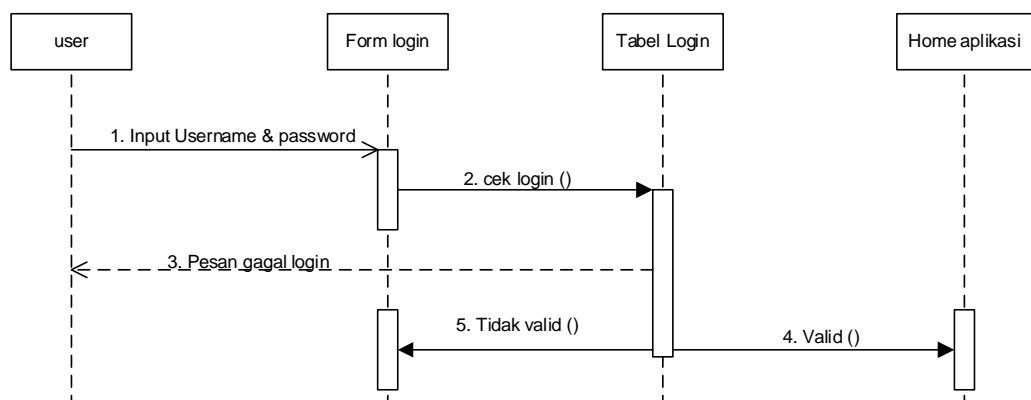 user
Form login
Tabel Login
Home aplikasi
1. Input Username & password
2. cek login ()
3. Pesan gagal login
5. Tidak valid ()
4. Valid ()